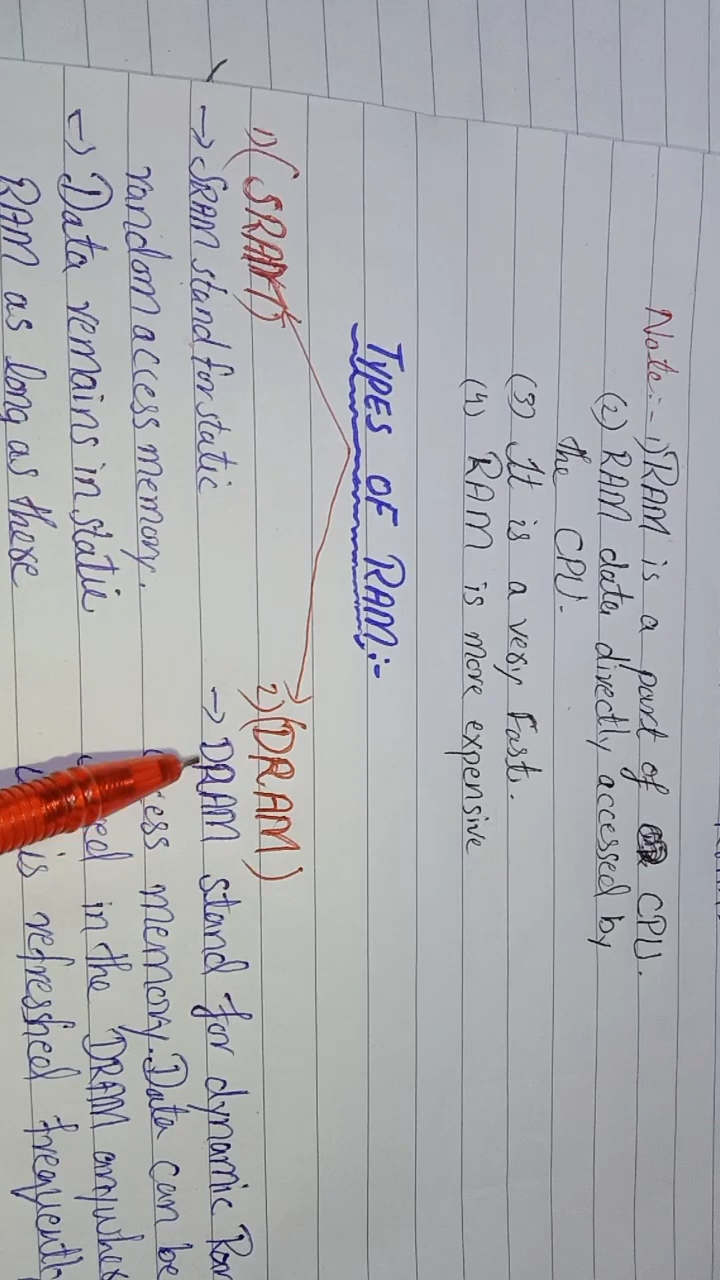 Note:- 1) RAM is a part of CPU.
(2) RAM data directly accessed by
the CPU.
(3) It is a very fast.
(4) RAM is more expensive
TYPES OF RAM:-
1) (SRAM)
→ SRAM stand for static
random access memory.
→ Data remains in static
RAM as long as there
2) (DRAM)
→ DRAM stand for dynamic
memory. Data can be
in the DRAM
is refreshed